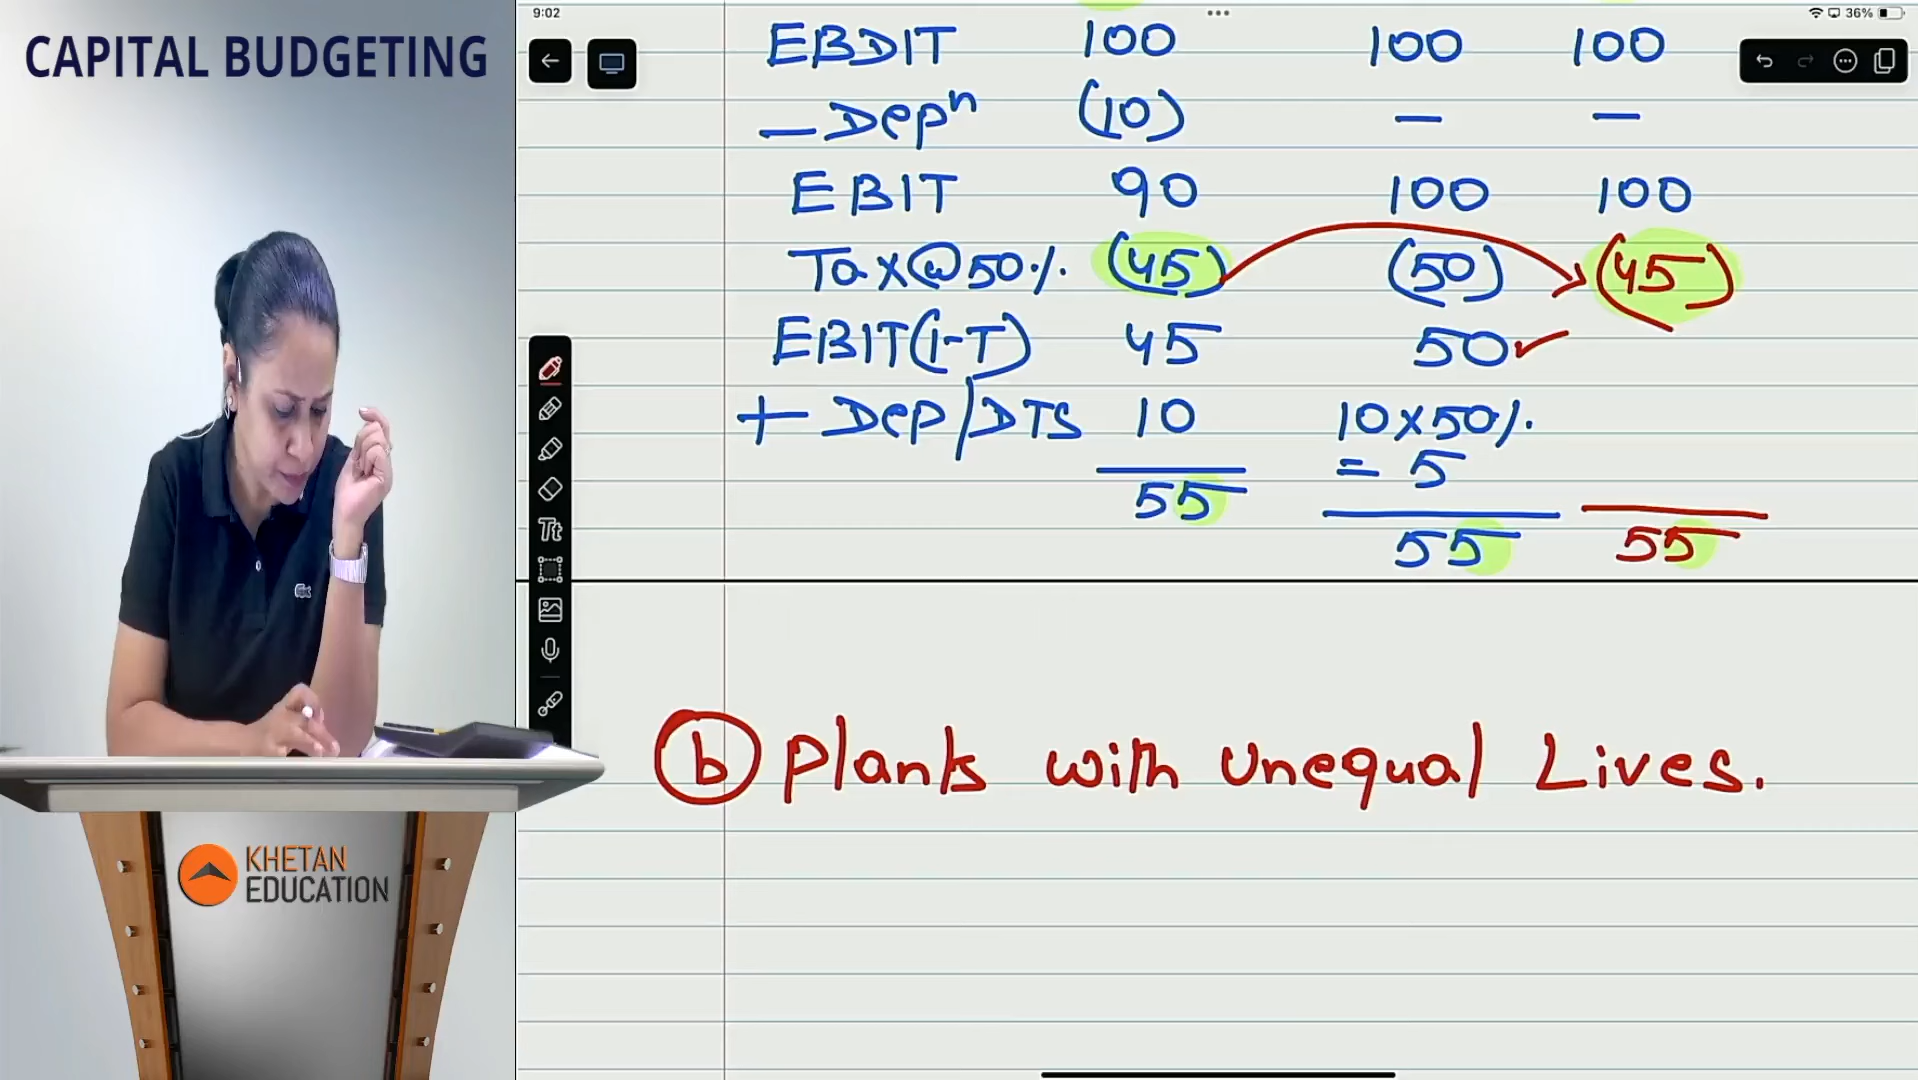 CAPITAL BUDGETING
9:02
36%
EBDIT 100 100 100
- Depⁿ (10) - -
EBIT 90 100 100
Tax@50% (45) (50) (45)
EBIT(1-T) 45 50
+ Dep/DTS 10 10x50%
= 5
55 55 55
Tt
(b) Plants with Unequal Lives.
KHETAN
EDUCATION